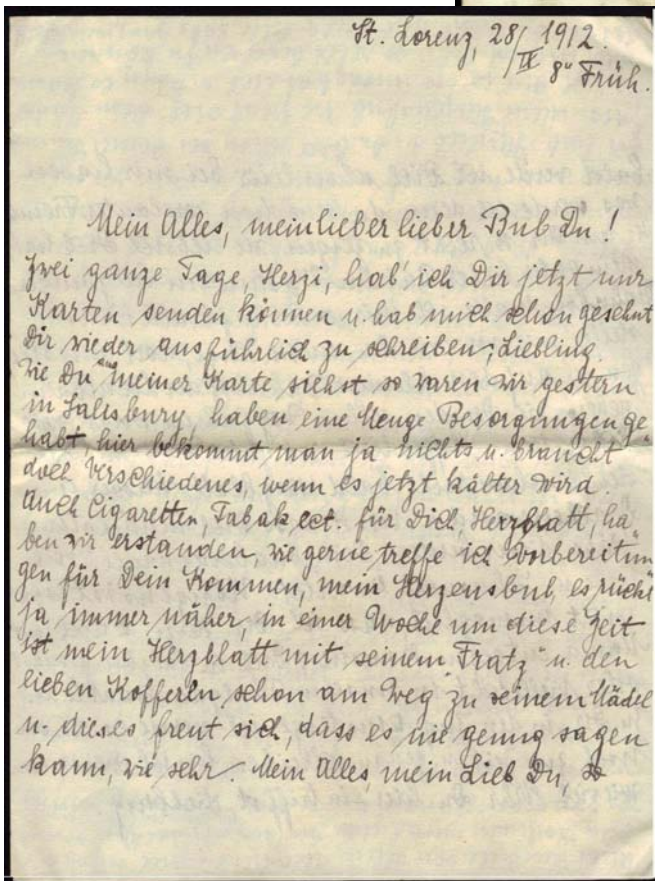 St. Lorenz, 28/IX 1912.
8h Früh.
Mein Alles, mein lieber lieber Bub Du!
Zwei ganze Tage, Herzi, hab' ich Dir jetzt nur
Karten senden können u. hab mich schon gesehnt
Dir wieder ausführlich zu schreiben, Liebling.
Wie Du aus meiner Karte siehst so waren wir gestern
in Salisbury, haben eine Menge Besorgungen ge-
habt, hier bekommt man ja nichts u. braucht
doch Verschiedenes, wenn es jetzt kälter wird.
Auch Cigaretten, Tabak ect. für Dich, Herzblatt, ha-
ben wir erstanden, wie gerne treffe ich Vorbereitun-
gen für Dein Kommen, mein Herzensbub, es rückt
ja immer näher, in einer Woche um diese Zeit
ist mein Herzblatt mit seinem "Fratz" u. den
lieben Kofferln schon am Weg zu seinem Mädel
u. dieses freut sich, dass es nie genug sagen
kann, wie sehr. Mein Alles, mein Lieb Du,